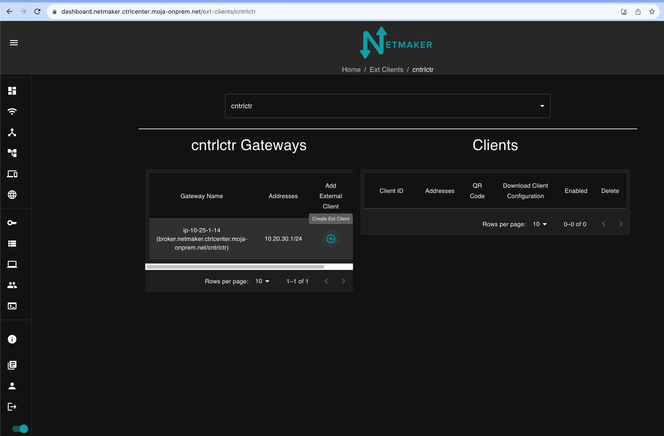 dashboard.netmaker.ctrlcenter.moja-onprem.net/ext-clients/cntrlctr
NETMAKER
Home / Ext Clients / cntrlctr
cntrlctr
cntrlctr Gateways
Clients
Gateway Name
Addresses
Add
External
Client
Client ID
Addresses
QR
Code
Download Client
Configuration
Enabled
Delete
Create Ext Client
ip-10-25-1-14
(broker.netmaker.ctrlcenter.moja-
onprem.net/cntrlctr)
10.20.30.1/24
Rows per page: 10 0–0 of 0
Rows per page: 10 1–1 of 1